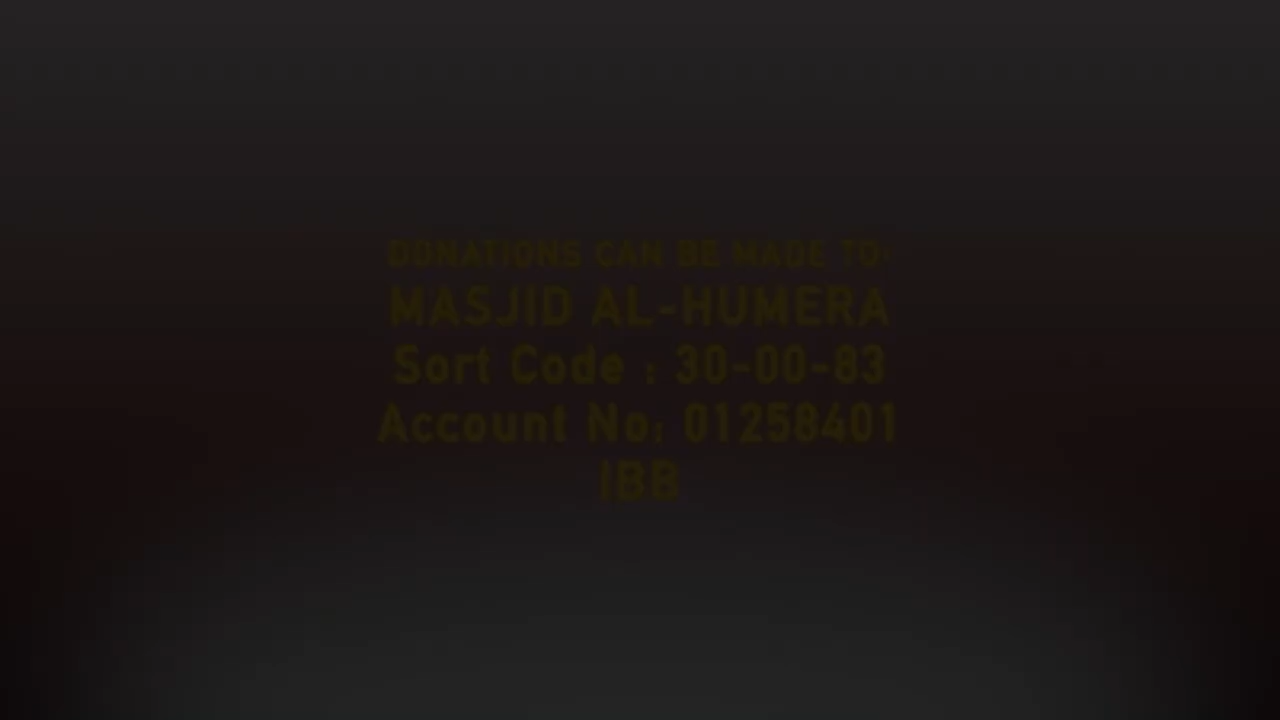 DONATIONS CAN BE MADE TO:
MASJID AL-HUMERA
Sort Code : 30-00-83
Account No: 01258401
IBB